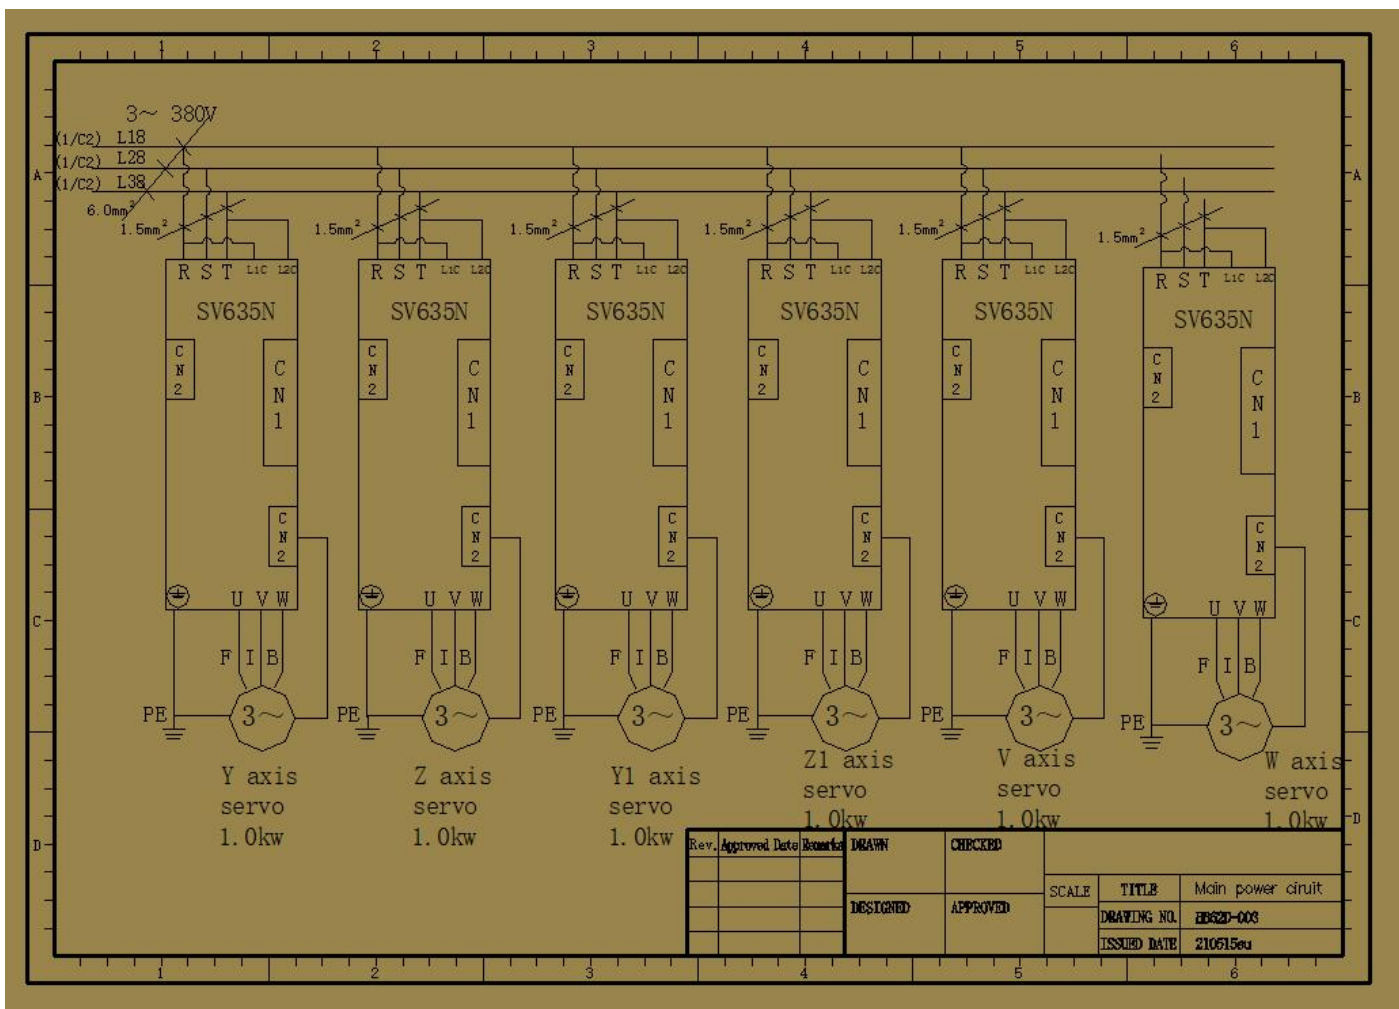 1 2 3 4 5 6
3～ 380V
(1/C2) L18
(1/C2) L28
(1/C2) L38
6.0mm²
A A
1.5mm² 1.5mm² 1.5mm² 1.5mm² 1.5mm² 1.5mm²
R S T L1C L2C R S T L1C L2C R S T L1C L2C R S T L1C L2C R S T L1C L2C R S T L1C L2C
SV635N SV635N SV635N SV635N SV635N SV635N
CN2 CN1 CN2 CN1 CN2 CN1 CN2 CN1 CN2 CN1 CN2 CN1
B B
CN2 CN2 CN2 CN2 CN2 CN2
U V W U V W U V W U V W U V W U V W
C C
F I B F I B F I B F I B F I B F I B
PE 3～ PE 3～ PE 3～ PE 3～ PE 3～ PE 3～
Y axis
servo
1.0kw
Z axis
servo
1.0kw
Y1 axis
servo
1.0kw
Z1 axis
servo
1.0kw
V axis
servo
1.0kw
W axis
servo
1.0kw
D D
Rev. Approved Date Remarks DRAWN CHECKED
DESIGNED APPROVED
SCALE TITLE Main power ciruit
DRAWING NO.
ISSUED DATE 210515su
1 2 3 4 5 6